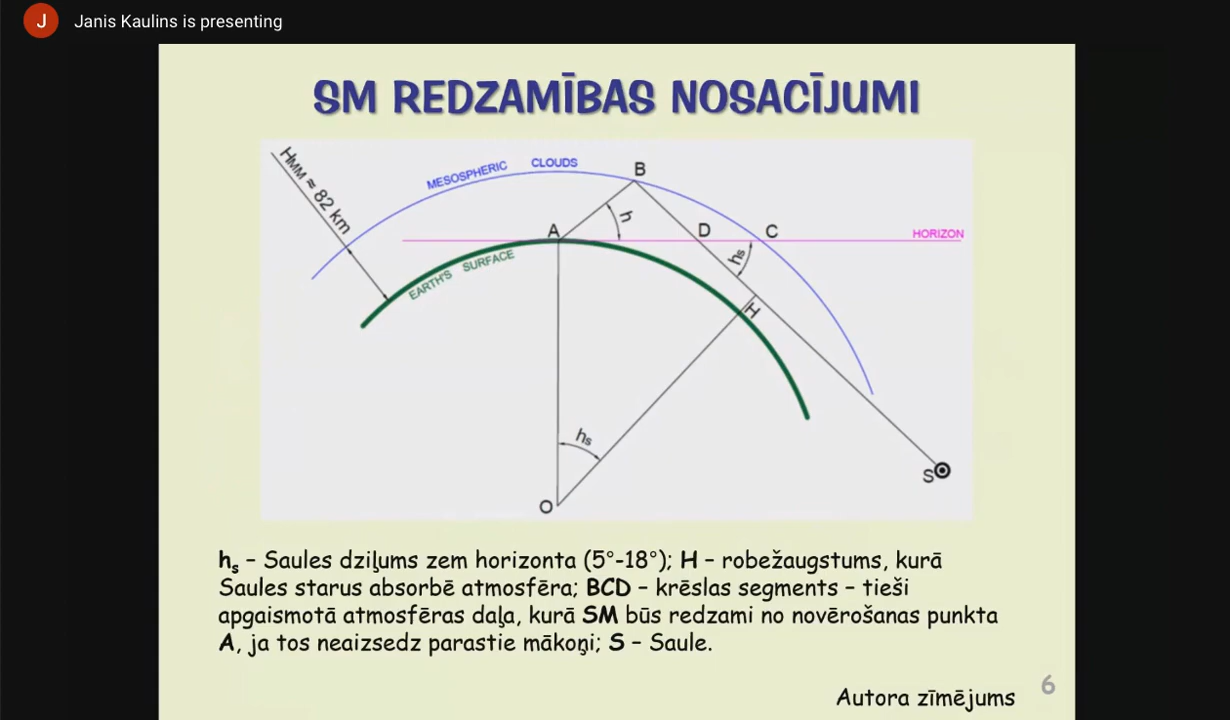 J
Janis Kaulins is presenting
SM REDZAMĪBAS NOSACĪJUMI
HMM ≈ 82 km
MESOSPHERIC CLOUDS
B
h
A
D
C
HORIZON
hs
EARTH'S SURFACE
H
hs
S
O
hs – Saules dziļums zem horizonta (5°-18°); H – robežaugstums, kurā
Saules starus absorbē atmosfēra; BCD – krēslas segments – tieši
apgaismotā atmosfēras daļa, kurā SM būs redzami no novērošanas punkta
A, ja tos neaizsedz parastie mākoņi; S – Saule.
6
Autora zīmējums